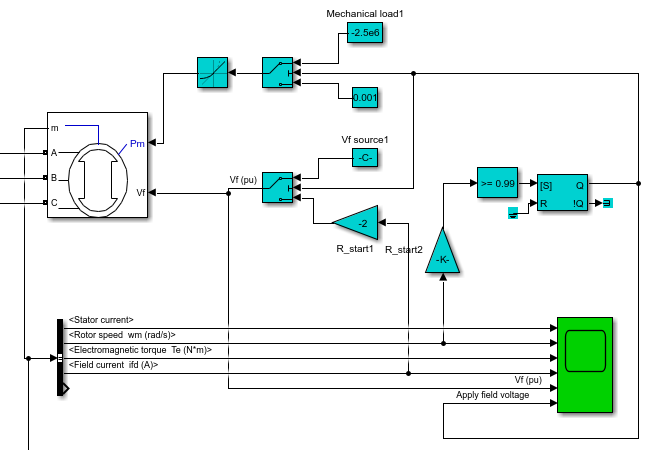 Mechanical load1
-2.5e6
0.001
m
Pm
A
B
C
Vf
Vf source1
-C-
Vf (pu)
-2
R_start1
R_start2
-K-
>= 0.99
[S]
Q
R
!Q
<Stator current>
<Rotor speed wm (rad/s)>
<Electromagnetic torque Te (N*m)>
<Field current ifd (A)>
Vf (pu)
Apply field voltage